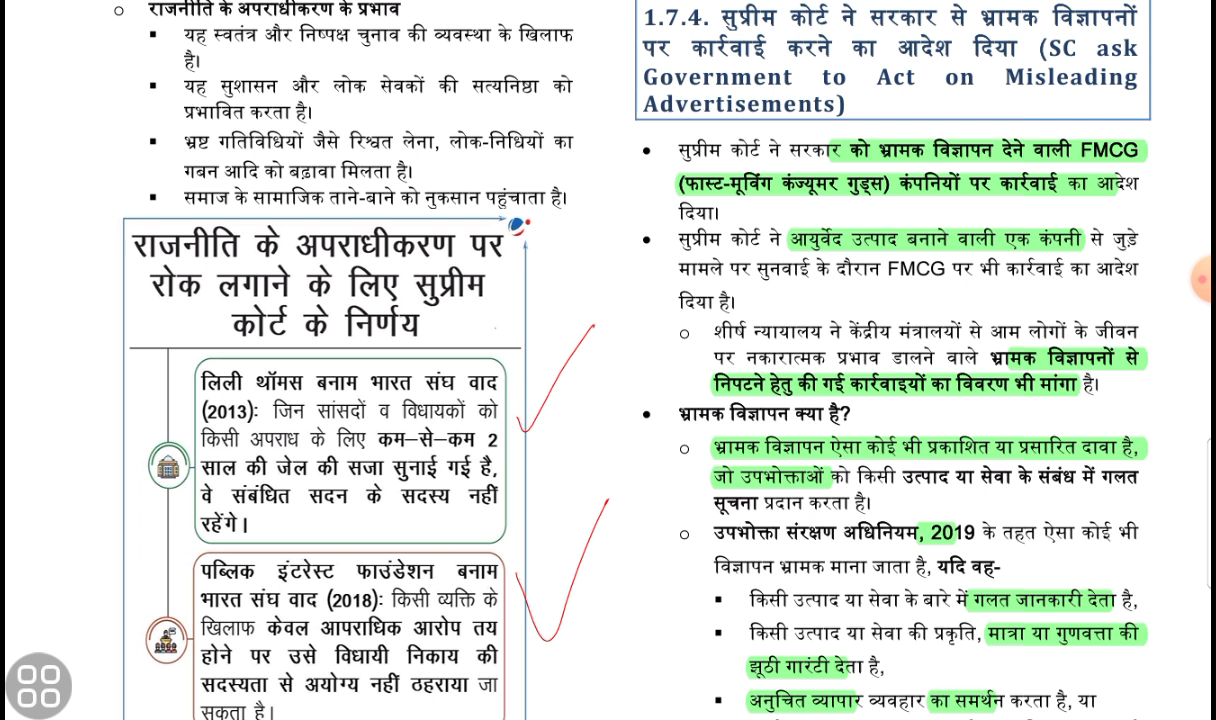 राजनीति के अपराधीकरण के प्रभाव
यह स्वतंत्र और निष्पक्ष चुनाव की व्यवस्था के खिलाफ
है।
यह सुशासन और लोक सेवकों की सत्यनिष्ठा को
प्रभावित करता है।
भ्रष्ट गतिविधियों जैसे रिश्वत लेना, लोक-निधियों का
गबन आदि को बढ़ावा मिलता है।
समाज के सामाजिक ताने-बाने को नुकसान पहुंचाता है।
राजनीति के अपराधीकरण पर
रोक लगाने के लिए सुप्रीम
कोर्ट के निर्णय
लिली थॉमस बनाम भारत संघ वाद
(2013): जिन सांसदों व विधायकों को
किसी अपराध के लिए कम–से–कम 2
साल की जेल की सजा सुनाई गई है,
वे संबंधित सदन के सदस्य नहीं
रहेंगे।
पब्लिक इंटरेस्ट फाउंडेशन बनाम
भारत संघ वाद (2018): किसी व्यक्ति के
खिलाफ केवल आपराधिक आरोप तय
होने पर उसे विधायी निकाय की
सदस्यता से अयोग्य नहीं ठहराया जा
सकता है।
1.7.4. सुप्रीम कोर्ट ने सरकार से भ्रामक विज्ञापनों
पर कार्रवाई करने का आदेश दिया (SC ask
Government to Act on Misleading
Advertisements)
सुप्रीम कोर्ट ने सरकार को भ्रामक विज्ञापन देने वाली FMCG
(फास्ट-मूविंग कंज्यूमर गुड्स) कंपनियों पर कार्रवाई का आदेश
दिया।
सुप्रीम कोर्ट ने आयुर्वेद उत्पाद बनाने वाली एक कंपनी से जुड़े
मामले पर सुनवाई के दौरान FMCG पर भी कार्रवाई का आदेश
दिया है।
शीर्ष न्यायालय ने केंद्रीय मंत्रालयों से आम लोगों के जीवन
पर नकारात्मक प्रभाव डालने वाले भ्रामक विज्ञापनों से
निपटने हेतु की गई कार्रवाइयों का विवरण भी मांगा है।
भ्रामक विज्ञापन क्या है?
भ्रामक विज्ञापन ऐसा कोई भी प्रकाशित या प्रसारित दावा है,
जो उपभोक्ताओं को किसी उत्पाद या सेवा के संबंध में गलत
सूचना प्रदान करता है।
उपभोक्ता संरक्षण अधिनियम, 2019 के तहत ऐसा कोई भी
विज्ञापन भ्रामक माना जाता है, यदि वह-
किसी उत्पाद या सेवा के बारे में गलत जानकारी देता है,
किसी उत्पाद या सेवा की प्रकृति, मात्रा या गुणवत्ता की
झूठी गारंटी देता है,
अनुचित व्यापार व्यवहार का समर्थन करता है, या